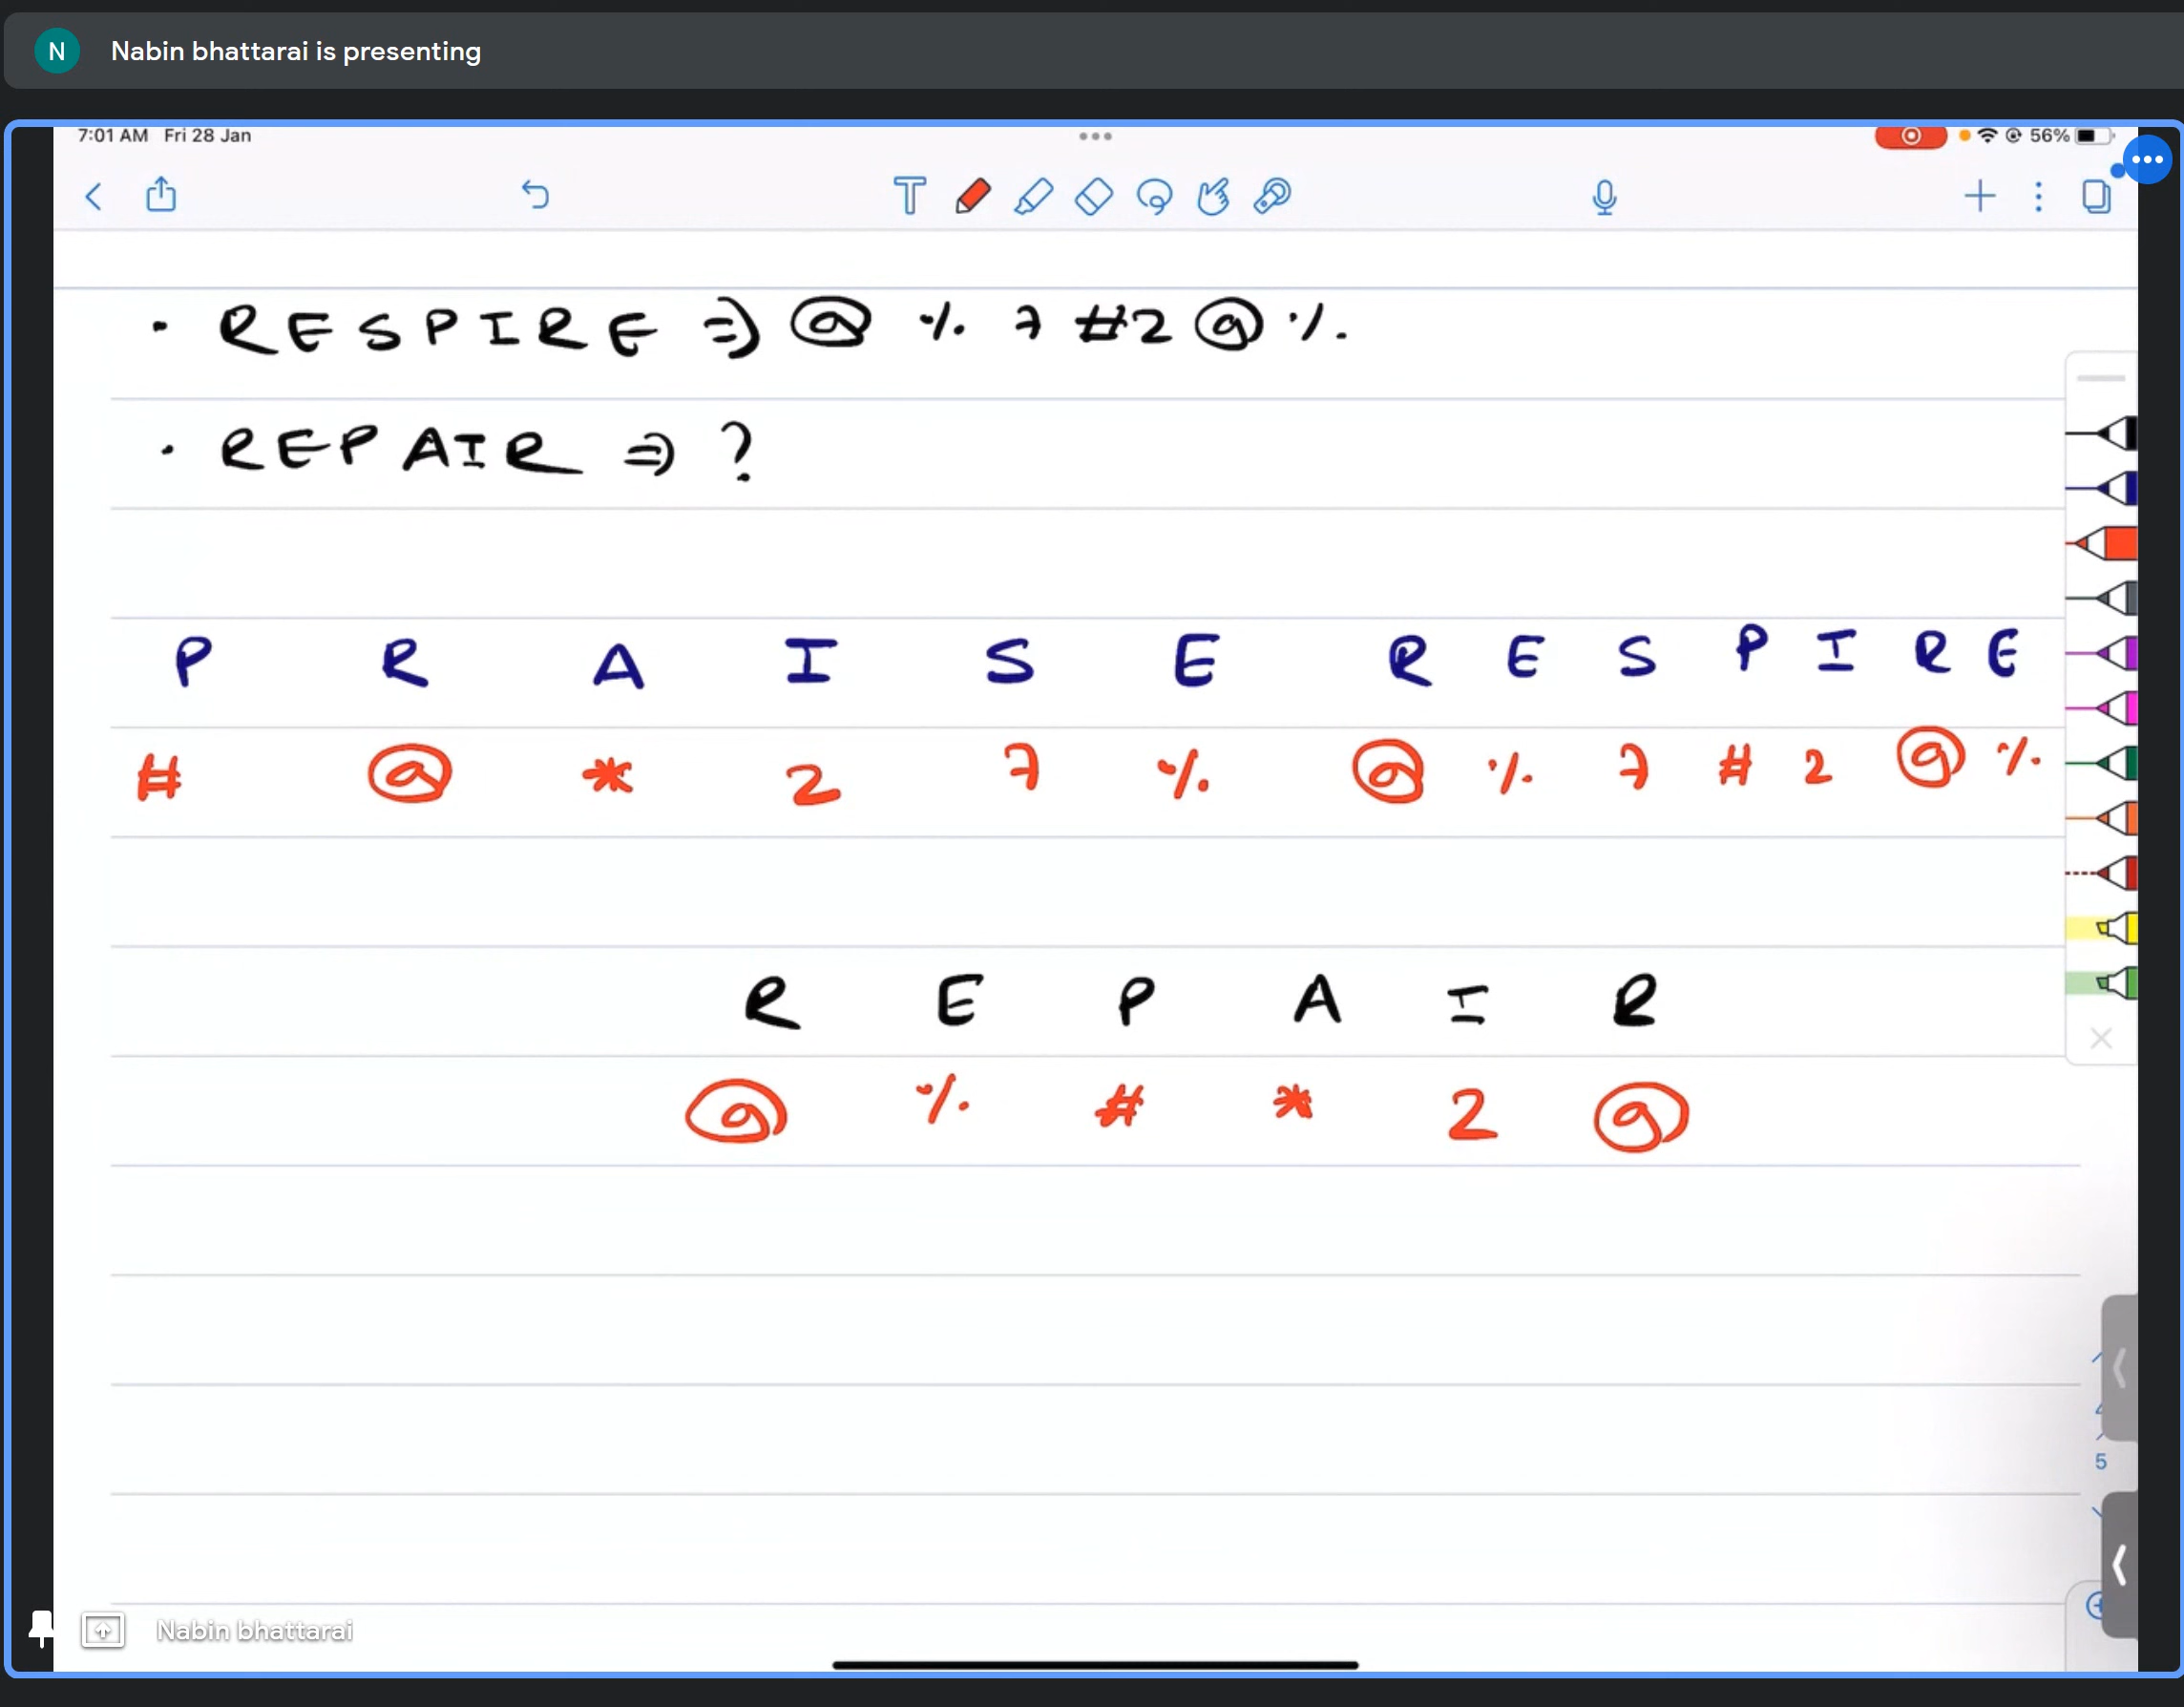 N Nabin bhattarai is presenting
7:01 AM Fri 28 Jan 56%
T
· RESPIRE ⇒ @ % 7 #2 @ %
· REPAIR ⇒ ?
P R A I S E R E S P I R E
# @ * 2 7 % @ % 7 # 2 @ %
R E P A I R
@ % # * 2 @
5
Nabin bhattarai